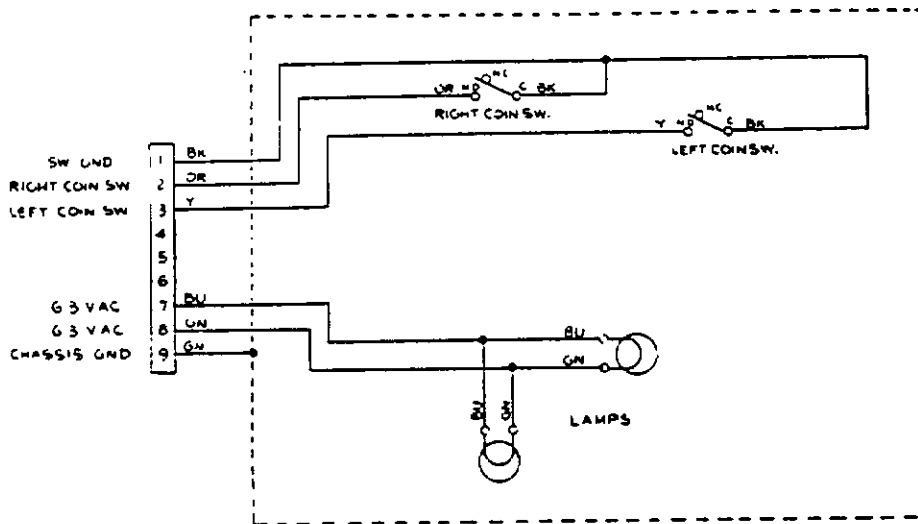 NC
OR NO C BK
RIGHT COIN SW.
NC
Y NO C BK
LEFT COIN SW.
SW GND 1 BK
RIGHT COIN SW 2 OR
LEFT COIN SW 3 Y
4
5
6
6 3 VAC 7 BU
6 3 VAC 8 GN
CHASSIS GND 9 GN
BU
GN
BU GN
LAMPS